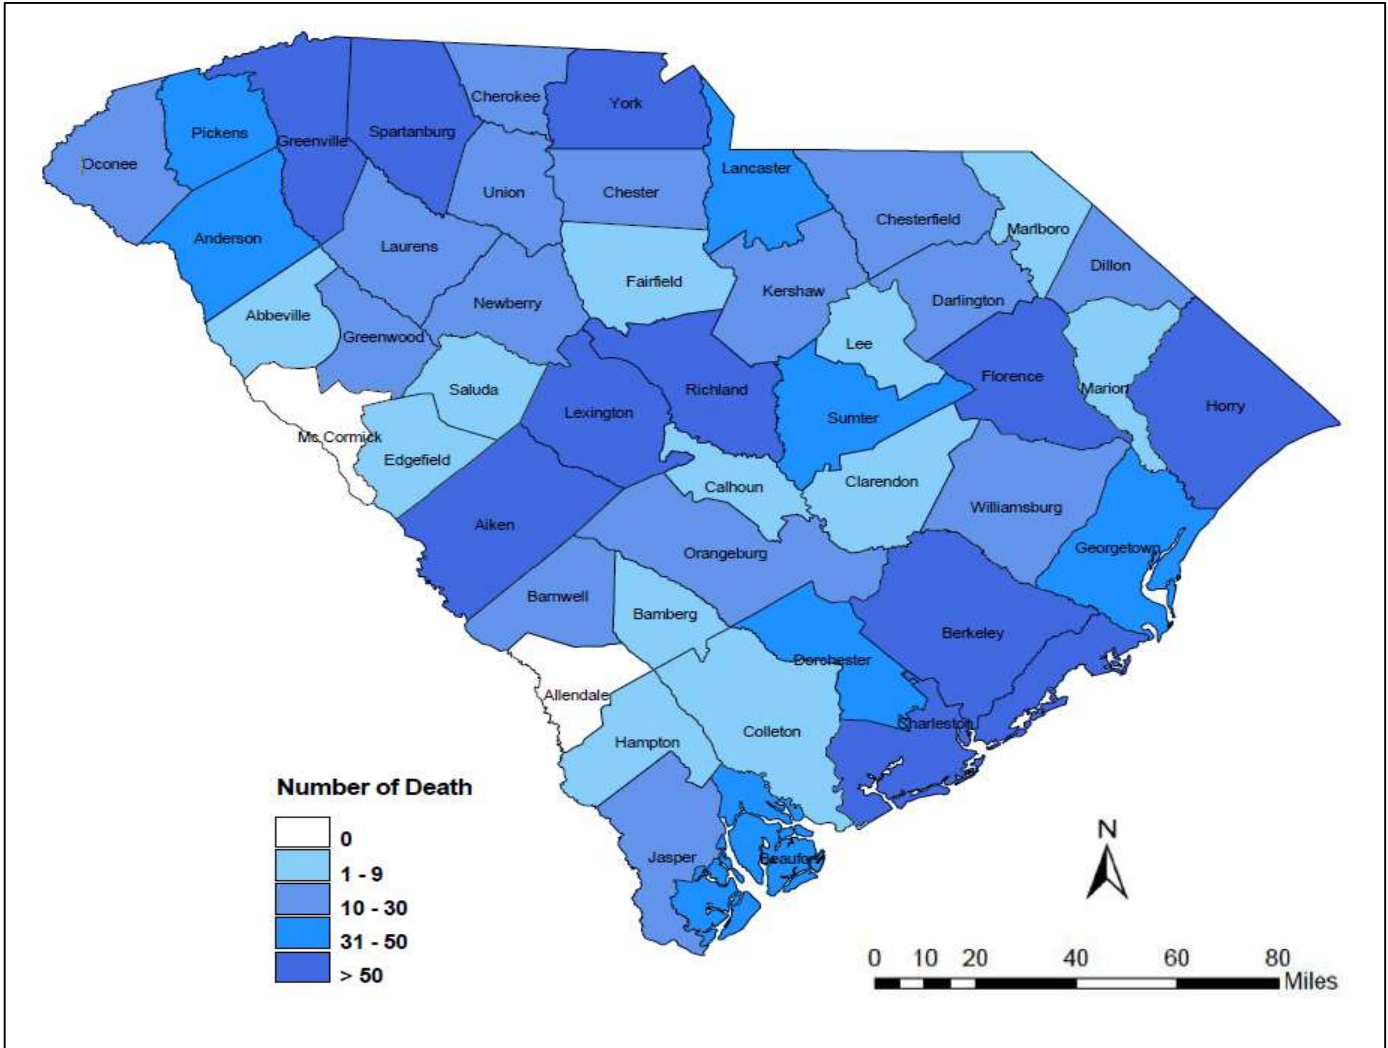 Cherokee
York
Pickens
Greenville
Spartanburg
Oconee
Union
Chester
Lancaster
Chesterfield
Marlboro
Anderson
Laurens
Dillon
Fairfield
Kershaw
Newberry
Darlington
Abbeville
Greenwood
Lee
Saluda
Richland
Florence
Marion
Horry
Lexington
Sumter
Mc Cormick
Edgefield
Calhoun
Clarendon
Williamsburg
Aiken
Orangeburg
Georgetown
Barnwell
Bamberg
Berkeley
Dorchester
Allendale
Charleston
Hampton
Colleton
Jasper
Beaufort
Number of Death
0
1 - 9
10 - 30
31 - 50
> 50
N
0 10 20 40 60 80
Miles